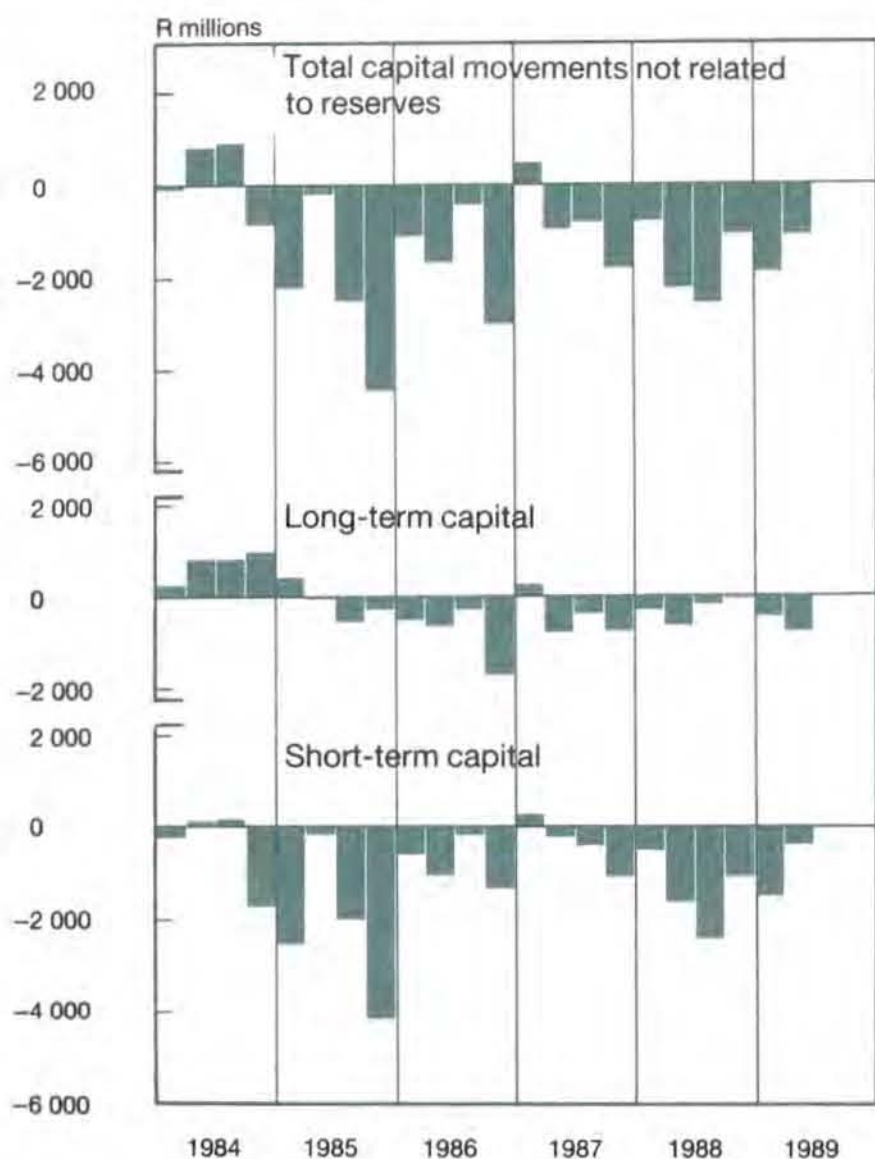 R millions
Total capital movements not related
to reserves
2 000
0
−2 000
−4 000
−6 000
Long-term capital
2 000
0
−2 000
Short-term capital
2 000
0
−2 000
−4 000
−6 000
1984 1985 1986 1987 1988 1989